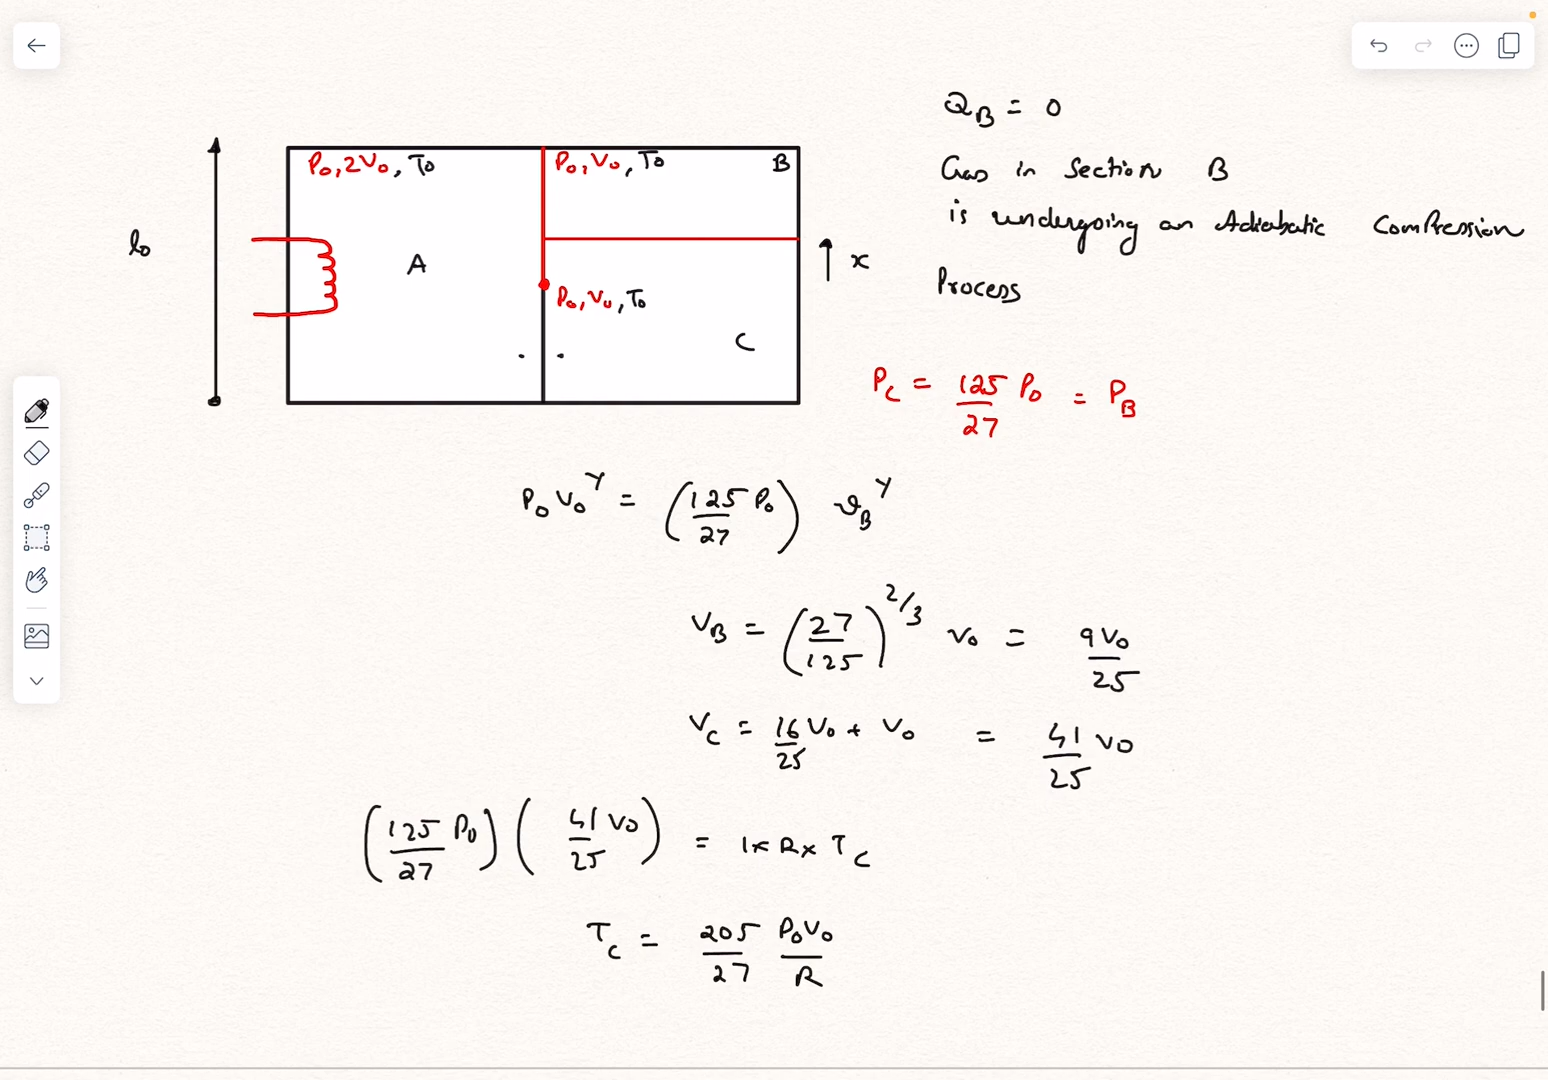 Q_B = 0
P₀, 2V₀, T₀
P₀, V₀, T₀
B
Gas in Section B
is undergoing an Adiabatic Compression
Process
l₀
A
x
P₀, V₀, T₀
C
P_C = 125/27 P₀ = P_B
P₀ V₀^γ = (125 P₀/27) V_B^γ
V_B = (27/125)^{2/3} V₀ = 9V₀/25
V_C = 16/25 V₀ + V₀ = 41/25 V₀
(125/27 P₀) (41 V₀/25) = 1 × R × T_C
T_C = 205/27 P₀V₀/R